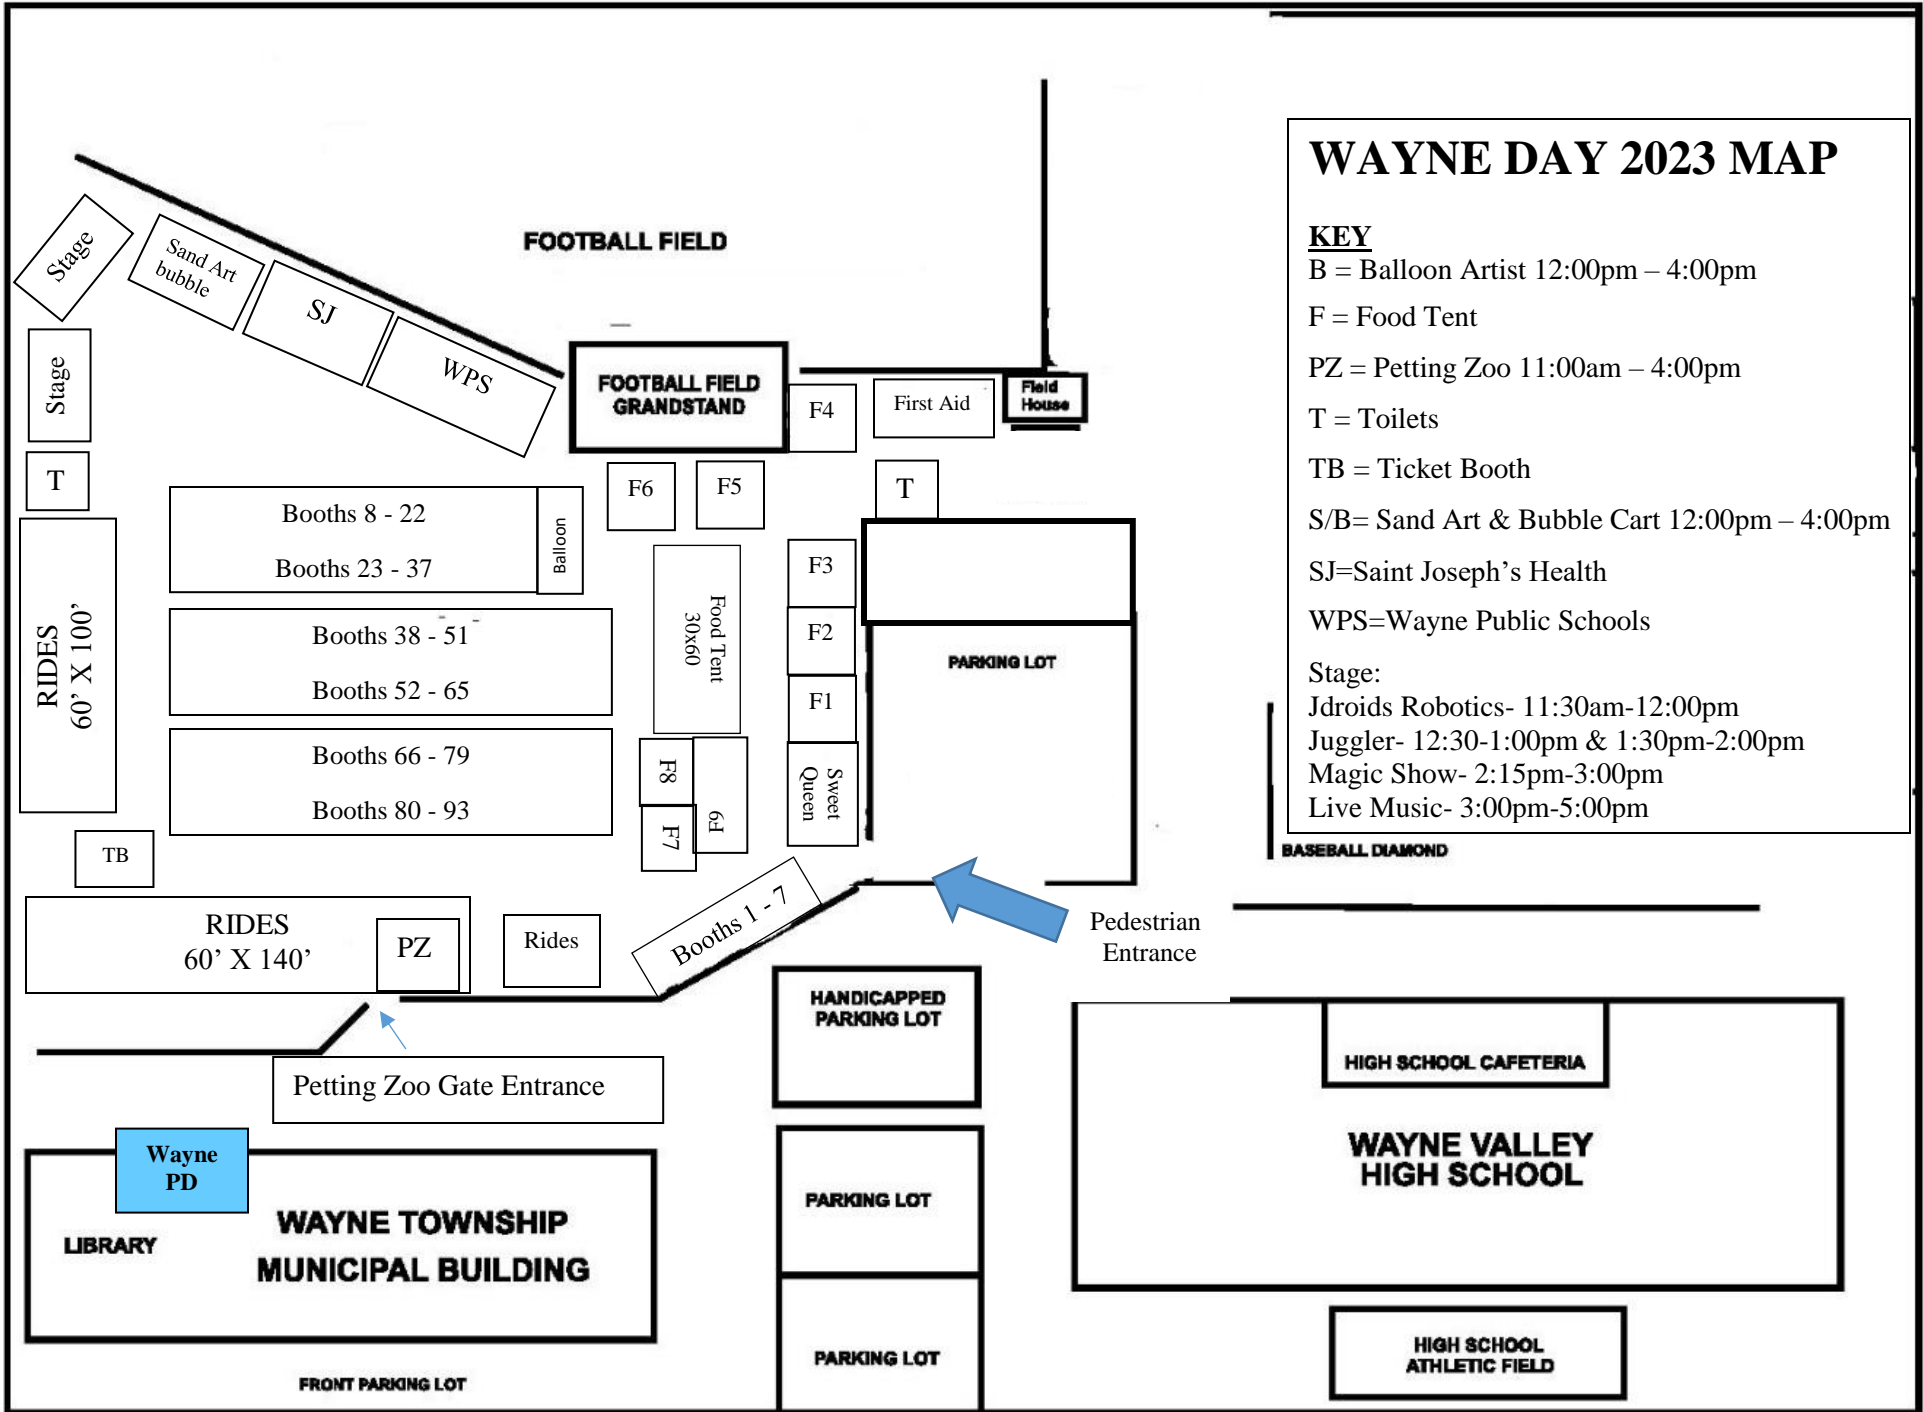 WAYNE DAY 2023 MAP
KEY
B = Balloon Artist 12:00pm – 4:00pm
F = Food Tent
PZ = Petting Zoo 11:00am – 4:00pm
T = Toilets
TB = Ticket Booth
S/B= Sand Art & Bubble Cart 12:00pm – 4:00pm
SJ=Saint Joseph’s Health
WPS=Wayne Public Schools
Stage:
Jdroids Robotics- 11:30am-12:00pm
Juggler- 12:30-1:00pm & 1:30pm-2:00pm
Magic Show- 2:15pm-3:00pm
Live Music- 3:00pm-5:00pm
FOOTBALL FIELD
Stage
Sand Art
bubble
SJ
WPS
Stage
T
FOOTBALL FIELD
GRANDSTAND
F4
First Aid
Field
House
F6
F5
T
Booths 8 - 22
Booths 23 - 37
Balloon
RIDES
60’ X 100’
Booths 38 - 51
Booths 52 - 65
Booths 66 - 79
Booths 80 - 93
Food Tent
30x60
F3
F2
F1
Sweet
Queen
F8
F9
F7
PARKING LOT
BASEBALL DIAMOND
TB
RIDES
60’ X 140’
PZ
Rides
Booths 1 - 7
Pedestrian
Entrance
HANDICAPPED
PARKING LOT
Petting Zoo Gate Entrance
HIGH SCHOOL CAFETERIA
WAYNE VALLEY
HIGH SCHOOL
Wayne
PD
LIBRARY
WAYNE TOWNSHIP
MUNICIPAL BUILDING
PARKING LOT
PARKING LOT
FRONT PARKING LOT
HIGH SCHOOL
ATHLETIC FIELD